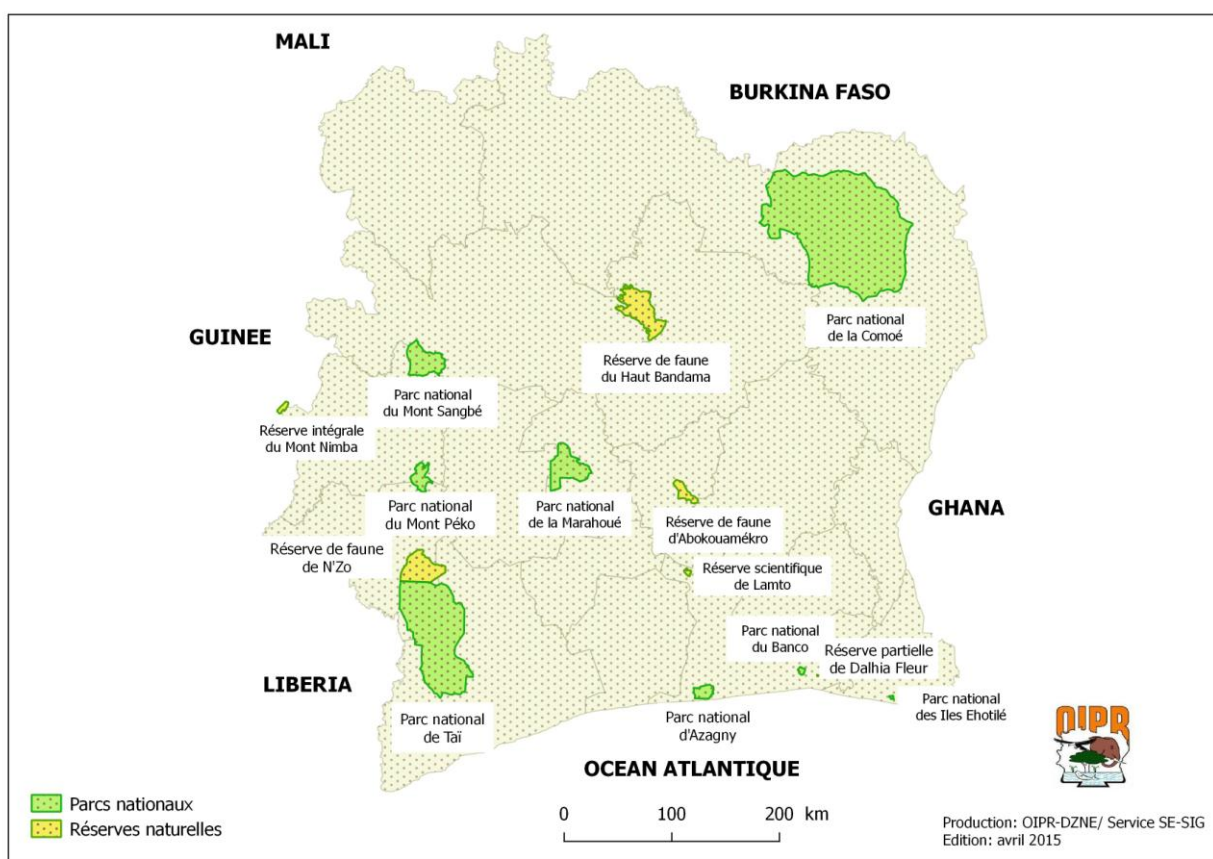 MALI
BURKINA FASO
Parc national
de la Comoé
GUINEE
Réserve de faune
du Haut Bandama
Parc national
du Mont Sangbé
Réserve intégrale
du Mont Nimba
GHANA
Parc national
du Mont Péko
Parc national
de la Marahoué
Réserve de faune
d'Abokouamékro
Réserve de faune
de N'Zo
Réserve scientifique
de Lamto
Parc national
du Banco
Réserve partielle
de Dalhia Fleur
LIBERIA
Parc national
des Iles Ehotilé
Parc national
de Taï
Parc national
d'Azagny
OIPR
OCEAN ATLANTIQUE
Parcs nationaux
Réserves naturelles
0 100 200 km
Production: OIPR-DZNE/ Service SE-SIG
Edition: avril 2015